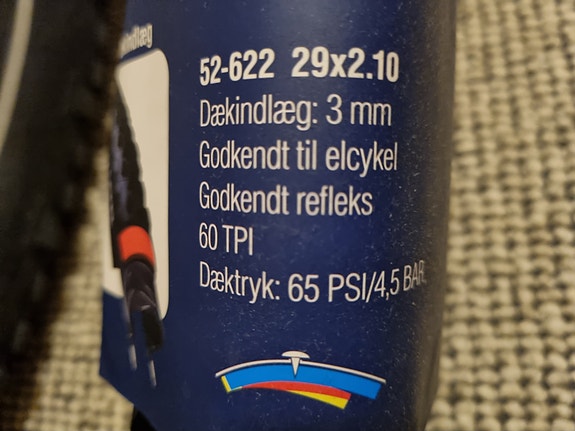 indlæg
52-622 29x2.10
Dækindlæg: 3 mm
Godkendt til elcykel
Godkendt refleks
60 TPI
Dæktryk: 65 PSI/4,5 BAR